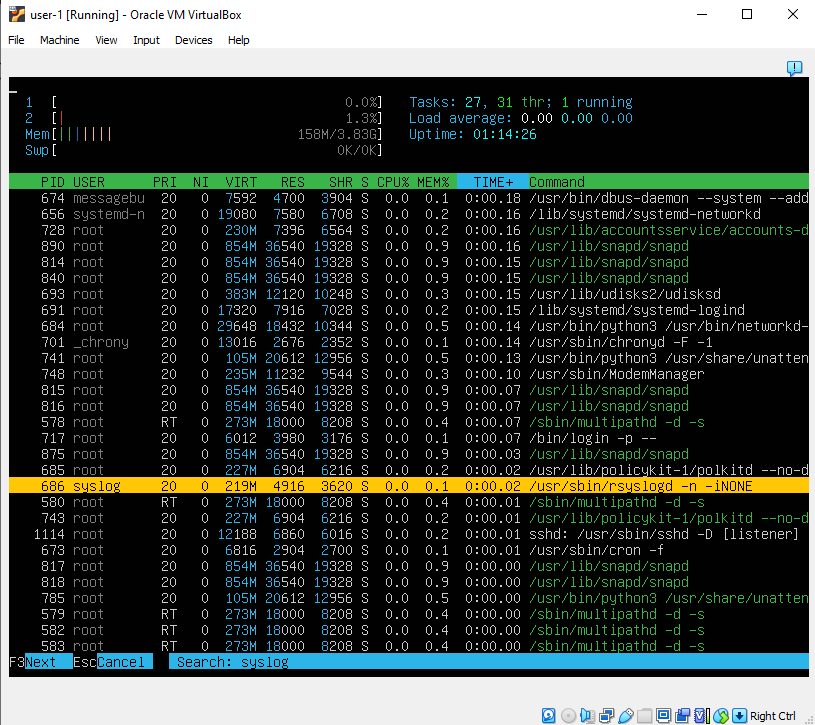 user-1 [Running] - Oracle VM VirtualBox
File Machine View Input Devices Help
1 [ 0.0%] Tasks: 27, 31 thr; 1 running
2 [| 1.3%] Load average: 0.00 0.00 0.00
Mem[||||||| 158M/3.83G] Uptime: 01:14:26
Swp[ 0K/0K]
PID USER PRI NI VIRT RES SHR S CPU% MEM% TIME+ Command
674 messagebu 20 0 7592 4700 3904 S 0.0 0.1 0:00.18 /usr/bin/dbus-daemon --system --add
656 systemd-n 20 0 19080 7580 6708 S 0.0 0.2 0:00.16 /lib/systemd/systemd-networkd
728 root 20 0 230M 7396 6564 S 0.0 0.2 0:00.16 /usr/lib/accountsservice/accounts-d
890 root 20 0 854M 36540 19328 S 0.0 0.9 0:00.16 /usr/lib/snapd/snapd
814 root 20 0 854M 36540 19328 S 0.0 0.9 0:00.15 /usr/lib/snapd/snapd
840 root 20 0 854M 36540 19328 S 0.0 0.9 0:00.15 /usr/lib/snapd/snapd
693 root 20 0 383M 12120 10248 S 0.0 0.3 0:00.15 /usr/lib/udisks2/udisksd
691 root 20 0 17320 7916 7028 S 0.0 0.2 0:00.15 /lib/systemd/systemd-logind
684 root 20 0 29648 18432 10344 S 0.0 0.5 0:00.14 /usr/bin/python3 /usr/bin/networkd-
701 _chrony 20 0 13016 2676 2352 S 0.0 0.1 0:00.14 /usr/sbin/chronyd -F -1
741 root 20 0 105M 20612 12956 S 0.0 0.5 0:00.13 /usr/bin/python3 /usr/share/unatten
748 root 20 0 235M 11232 9544 S 0.0 0.3 0:00.10 /usr/sbin/ModemManager
815 root 20 0 854M 36540 19328 S 0.0 0.9 0:00.07 /usr/lib/snapd/snapd
816 root 20 0 854M 36540 19328 S 0.0 0.9 0:00.07 /usr/lib/snapd/snapd
578 root RT 0 273M 18000 8208 S 0.0 0.4 0:00.07 /sbin/multipathd -d -s
717 root 20 0 6012 3980 3176 S 0.0 0.1 0:00.07 /bin/login -p --
875 root 20 0 854M 36540 19328 S 0.0 0.9 0:00.03 /usr/lib/snapd/snapd
685 root 20 0 227M 6904 6216 S 0.0 0.2 0:00.02 /usr/lib/policykit-1/polkitd --no-d
686 syslog 20 0 219M 4916 3620 S 0.0 0.1 0:00.02 /usr/sbin/rsyslogd -n -iNONE
580 root RT 0 273M 18000 8208 S 0.0 0.4 0:00.01 /sbin/multipathd -d -s
743 root 20 0 227M 6904 6216 S 0.0 0.2 0:00.01 /usr/lib/policykit-1/polkitd --no-d
1114 root 20 0 12188 6860 6016 S 0.0 0.2 0:00.01 sshd: /usr/sbin/sshd -D [listener]
673 root 20 0 6816 2904 2700 S 0.0 0.1 0:00.01 /usr/sbin/cron -f
817 root 20 0 854M 36540 19328 S 0.0 0.9 0:00.00 /usr/lib/snapd/snapd
818 root 20 0 854M 36540 19328 S 0.0 0.9 0:00.00 /usr/lib/snapd/snapd
785 root 20 0 105M 20612 12956 S 0.0 0.5 0:00.00 /usr/bin/python3 /usr/share/unatten
579 root RT 0 273M 18000 8208 S 0.0 0.4 0:00.00 /sbin/multipathd -d -s
582 root RT 0 273M 18000 8208 S 0.0 0.4 0:00.00 /sbin/multipathd -d -s
583 root RT 0 273M 18000 8208 S 0.0 0.4 0:00.00 /sbin/multipathd -d -s
F3Next EscCancel Search: syslog
Right Ctrl